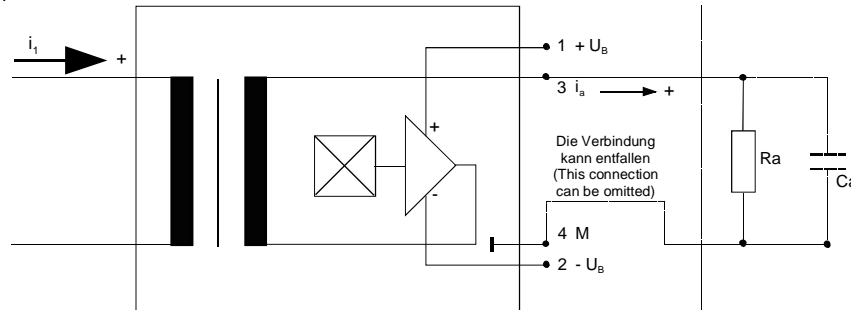 i1
+
1 + UB
3 ia
+
+
-
Die Verbindung
kann entfallen
(This connection
can be omitted)
Ra
Ca
4 M
2 - UB